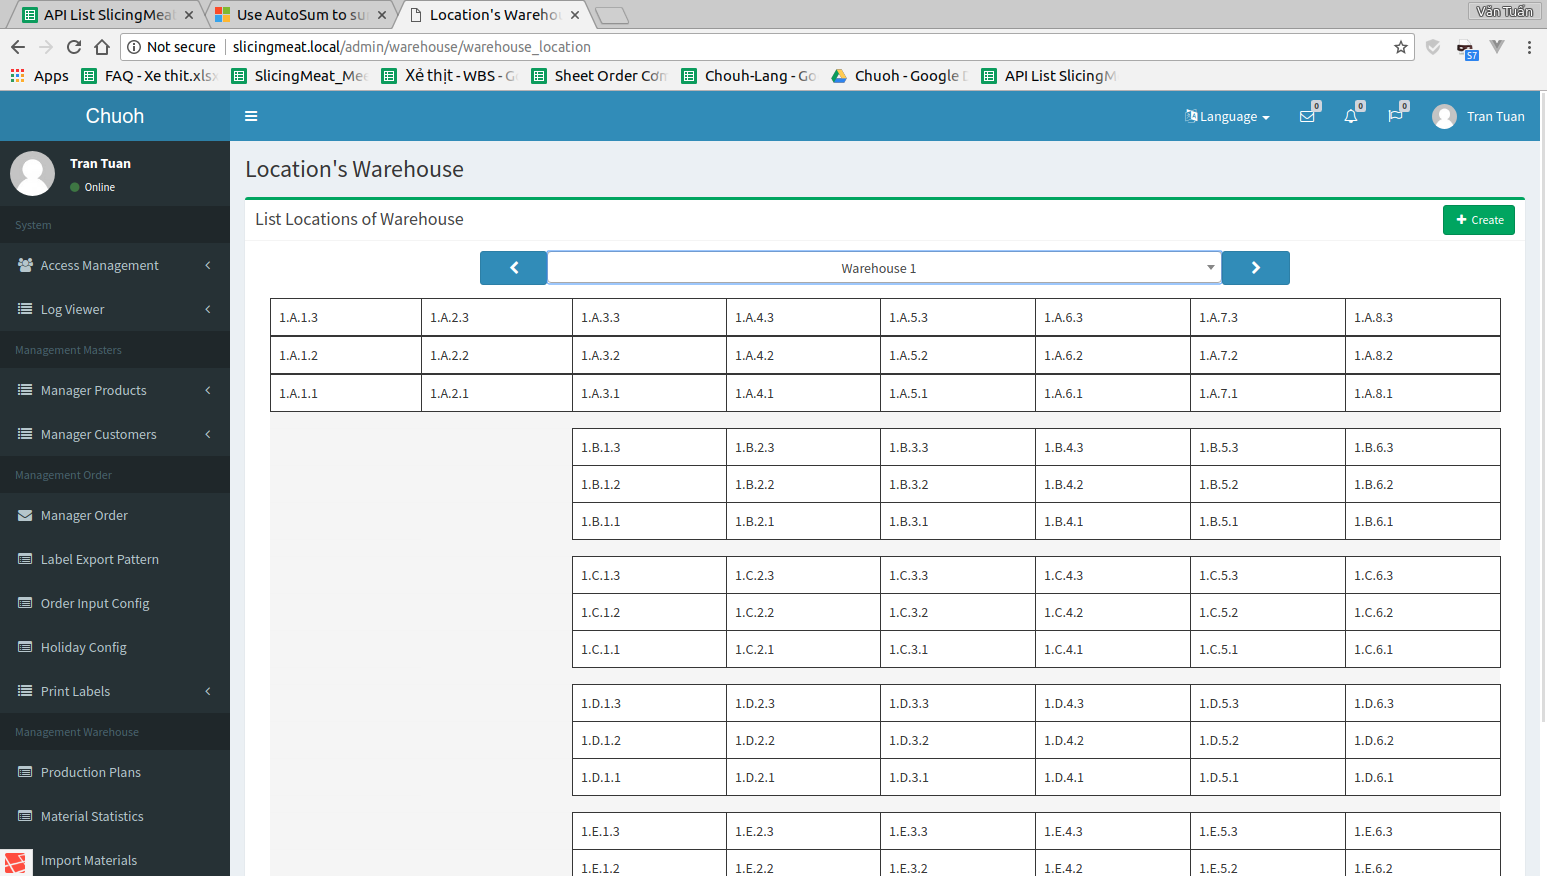 API List SlicingMeat
Use AutoSum to su
Location's Wareho
Văn Tuấn
Not secure
slicingmeat.local/admin/warehouse/warehouse_location
57
Apps
FAQ - Xe thit.xls
SlicingMeat_Me
Xẻ thịt - WBS - G
Sheet Order Cơm
Chouh-Lang - Go
Chuoh - Google D
API List SlicingM
Chuoh
Language
0
0
0
Tran Tuan
Tran Tuan
Online
System
Access Management
Log Viewer
Management Masters
Manager Products
Manager Customers
Management Order
Manager Order
Label Export Pattern
Order Input Config
Holiday Config
Print Labels
Management Warehouse
Production Plans
Material Statistics
Import Materials
Location's Warehouse
List Locations of Warehouse
Create
Warehouse 1
1.A.1.3 1.A.2.3 1.A.3.3 1.A.4.3 1.A.5.3 1.A.6.3 1.A.7.3 1.A.8.3
1.A.1.2 1.A.2.2 1.A.3.2 1.A.4.2 1.A.5.2 1.A.6.2 1.A.7.2 1.A.8.2
1.A.1.1 1.A.2.1 1.A.3.1 1.A.4.1 1.A.5.1 1.A.6.1 1.A.7.1 1.A.8.1
1.B.1.3 1.B.2.3 1.B.3.3 1.B.4.3 1.B.5.3 1.B.6.3
1.B.1.2 1.B.2.2 1.B.3.2 1.B.4.2 1.B.5.2 1.B.6.2
1.B.1.1 1.B.2.1 1.B.3.1 1.B.4.1 1.B.5.1 1.B.6.1
1.C.1.3 1.C.2.3 1.C.3.3 1.C.4.3 1.C.5.3 1.C.6.3
1.C.1.2 1.C.2.2 1.C.3.2 1.C.4.2 1.C.5.2 1.C.6.2
1.C.1.1 1.C.2.1 1.C.3.1 1.C.4.1 1.C.5.1 1.C.6.1
1.D.1.3 1.D.2.3 1.D.3.3 1.D.4.3 1.D.5.3 1.D.6.3
1.D.1.2 1.D.2.2 1.D.3.2 1.D.4.2 1.D.5.2 1.D.6.2
1.D.1.1 1.D.2.1 1.D.3.1 1.D.4.1 1.D.5.1 1.D.6.1
1.E.1.3 1.E.2.3 1.E.3.3 1.E.4.3 1.E.5.3 1.E.6.3
1.E.1.2 1.E.2.2 1.E.3.2 1.E.4.2 1.E.5.2 1.E.6.2